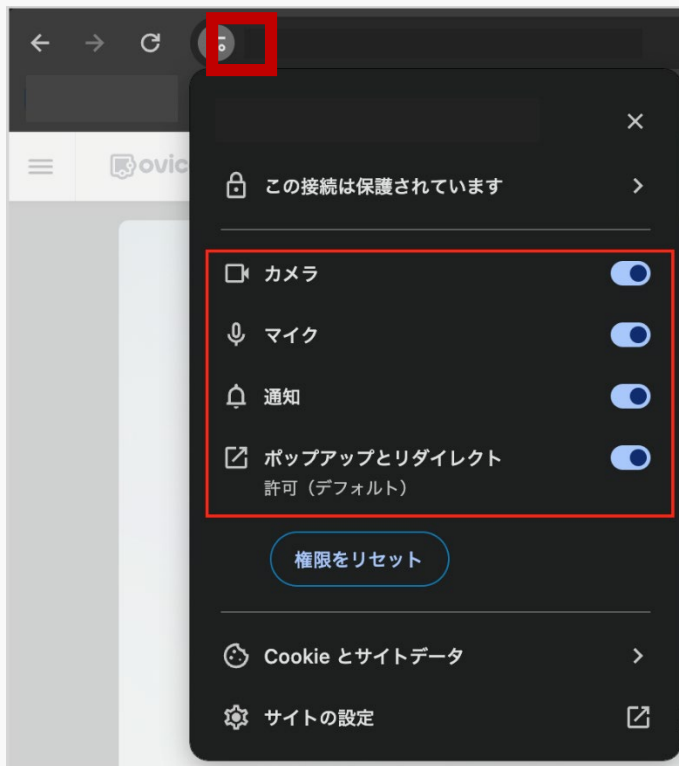 ovic
この接続は保護されています
カメラ
マイク
通知
ポップアップとリダイレクト
許可（デフォルト）
権限をリセット
Cookie とサイトデータ
サイトの設定